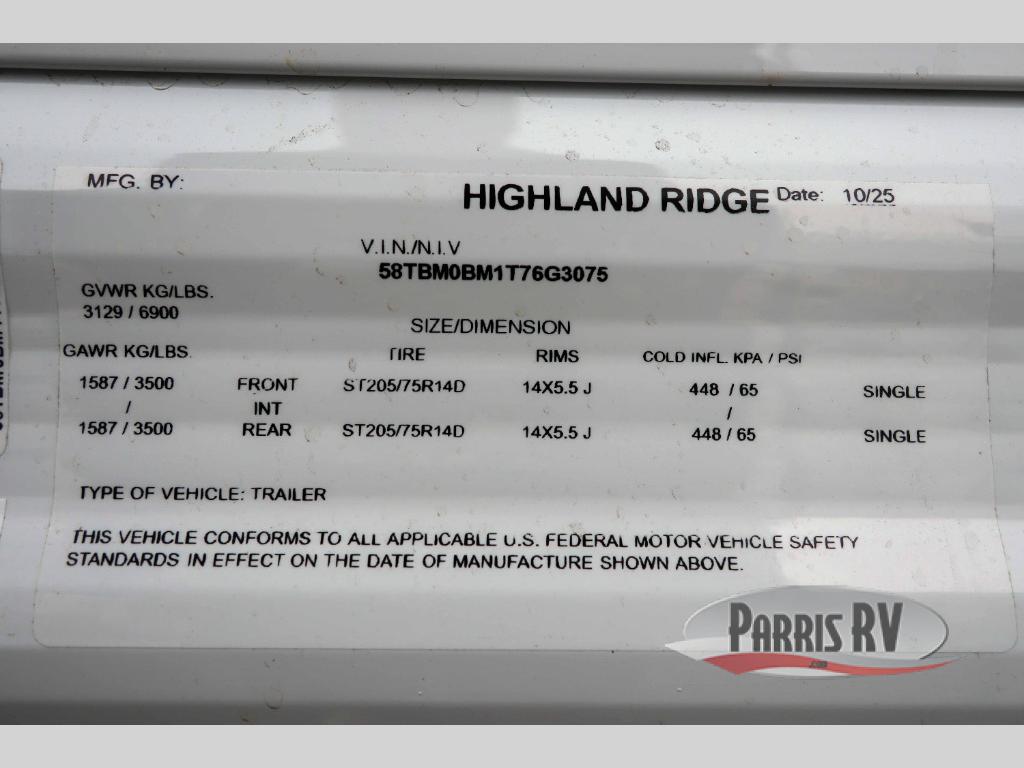 MFG. BY:
HIGHLAND RIDGE Date: 10/25
V.I.N./N.I.V
58TBM0BM1T76G3075
GVWR KG/LBS.
3129 / 6900
SIZE/DIMENSION
GAWR KG/LBS. TIRE RIMS COLD INFL. KPA / PSI
1587 / 3500 FRONT ST205/75R14D 14X5.5 J 448 / 65 SINGLE
/ INT /
1587 / 3500 REAR ST205/75R14D 14X5.5 J 448 / 65 SINGLE
TYPE OF VEHICLE: TRAILER
THIS VEHICLE CONFORMS TO ALL APPLICABLE U.S. FEDERAL MOTOR VEHICLE SAFETY
STANDARDS IN EFFECT ON THE DATE OF MANUFACTURE SHOWN ABOVE.
PARRIS RV
.com